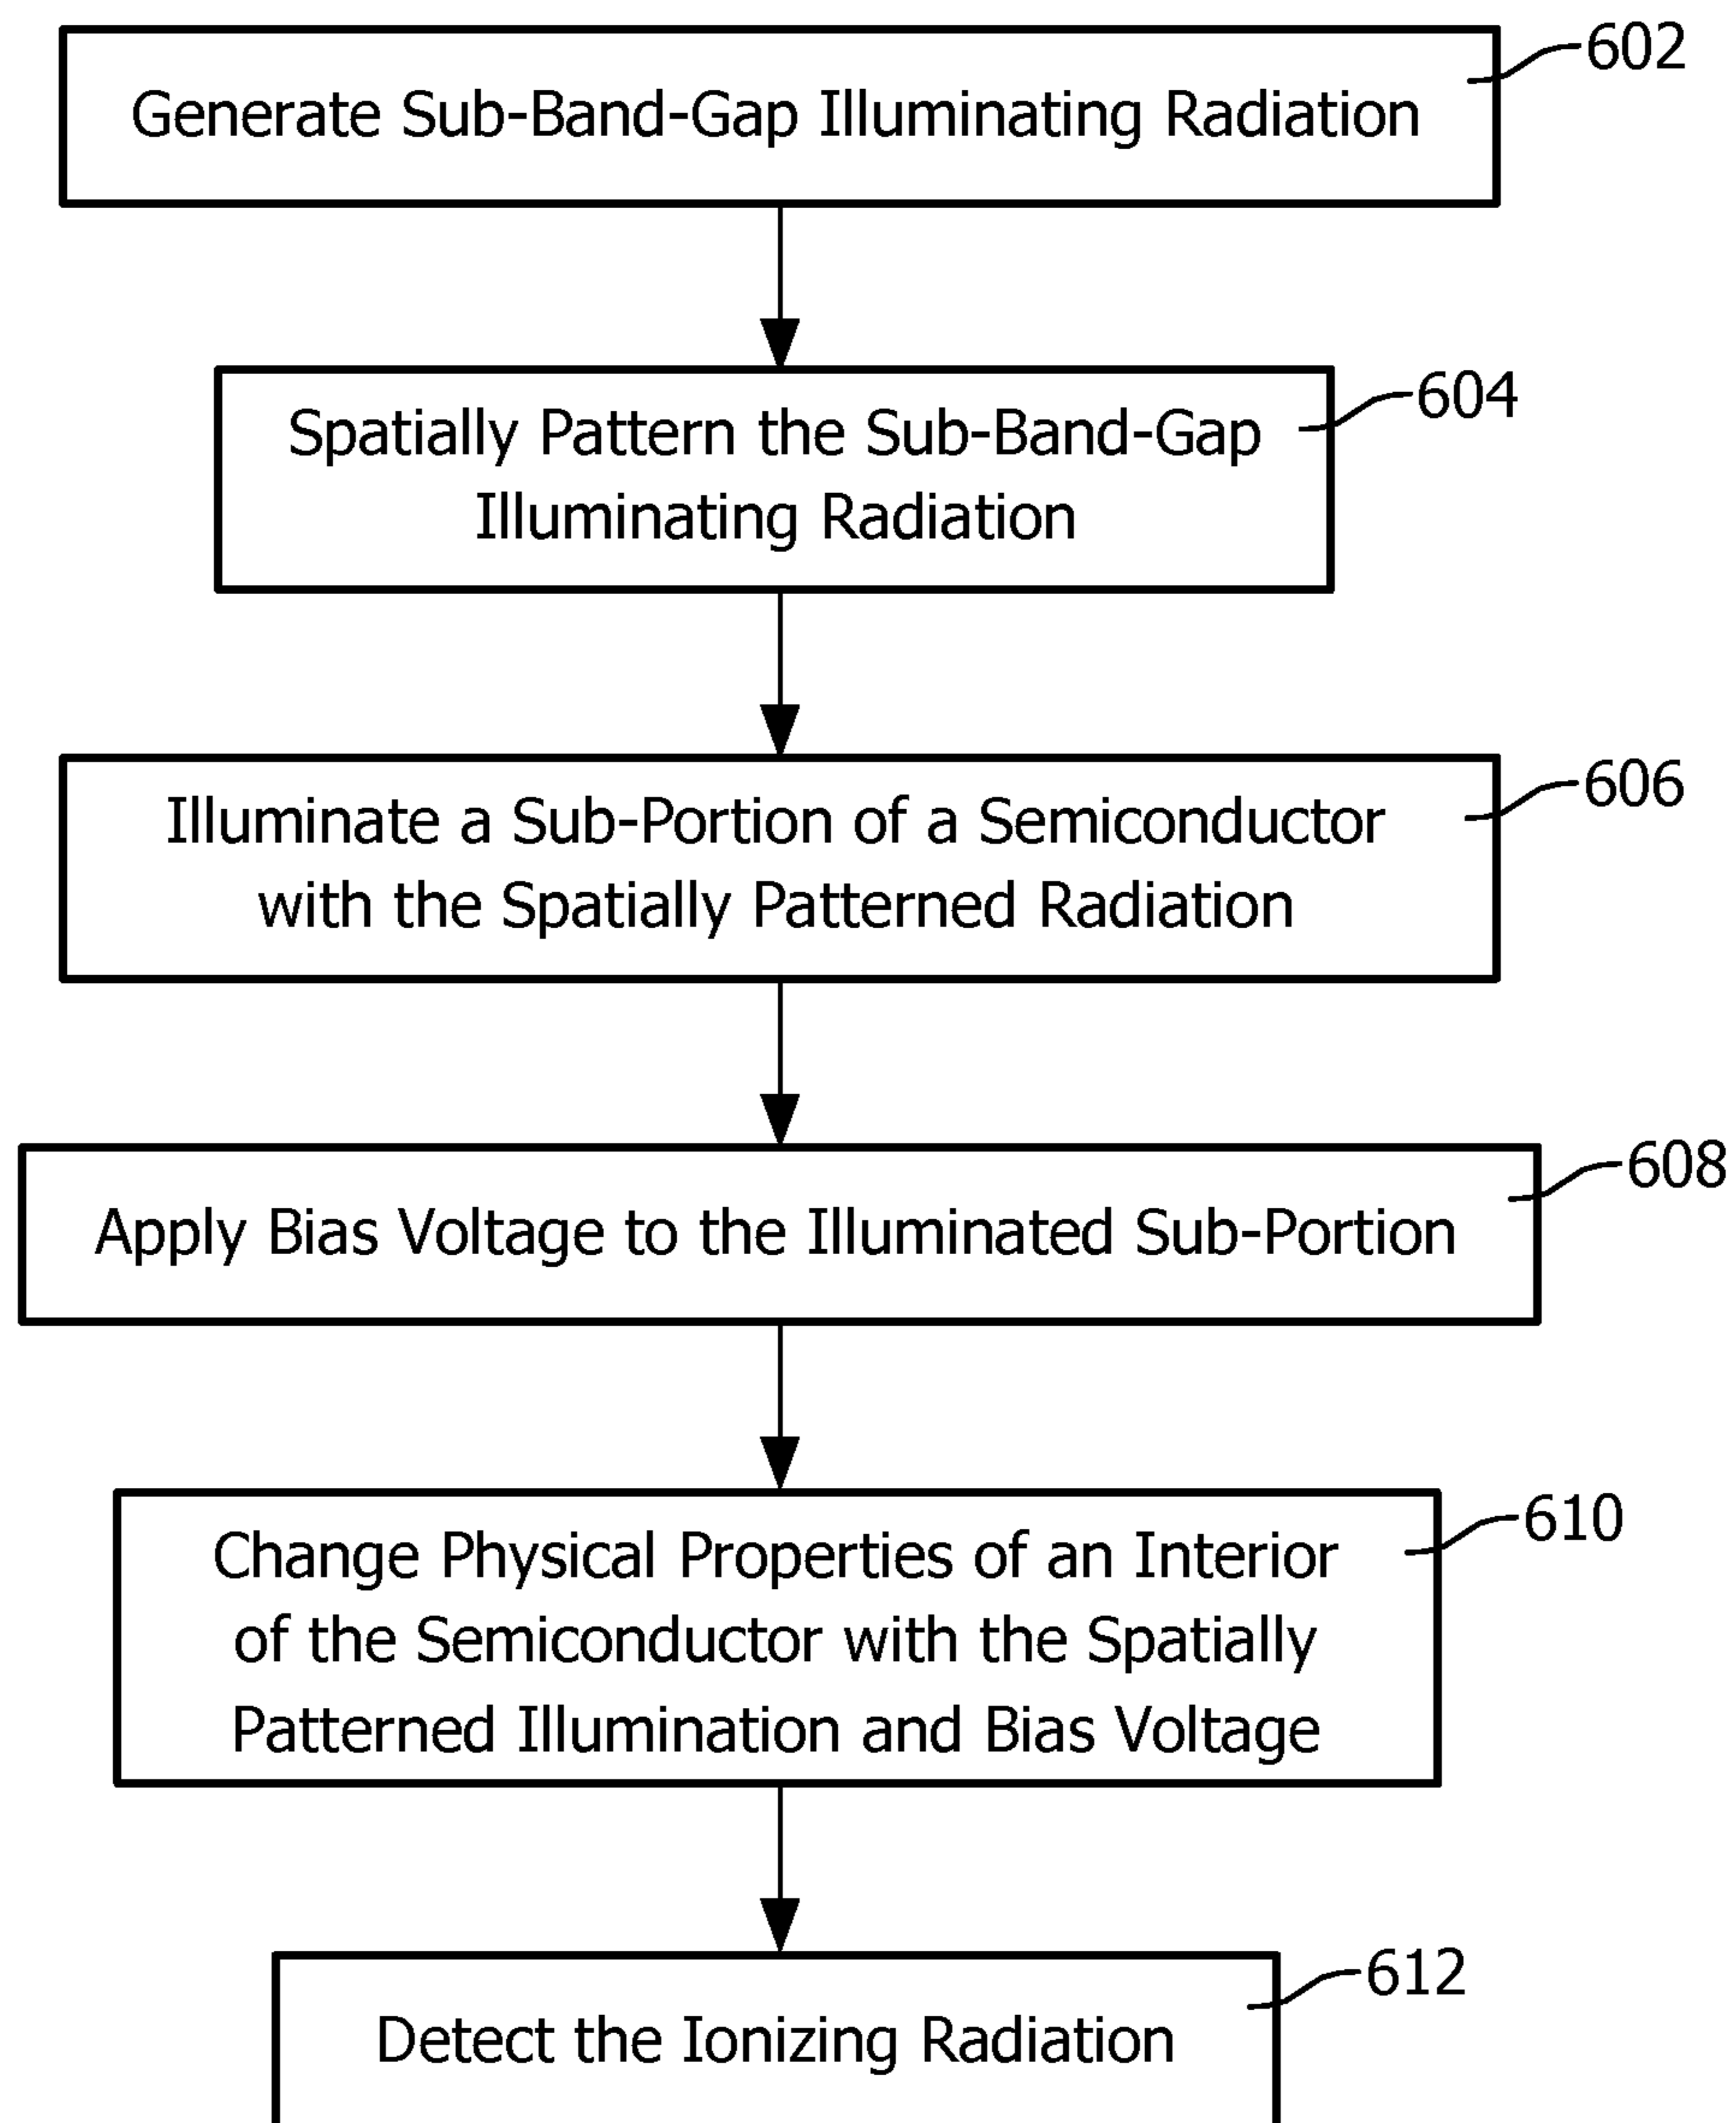 602
Generate Sub-Band-Gap Illuminating Radiation
604
Spatially Pattern the Sub-Band-Gap
Illuminating Radiation
606
Illuminate a Sub-Portion of a Semiconductor
with the Spatially Patterned Radiation
608
Apply Bias Voltage to the Illuminated Sub-Portion
610
Change Physical Properties of an Interior
of the Semiconductor with the Spatially
Patterned Illumination and Bias Voltage
612
Detect the Ionizing Radiation